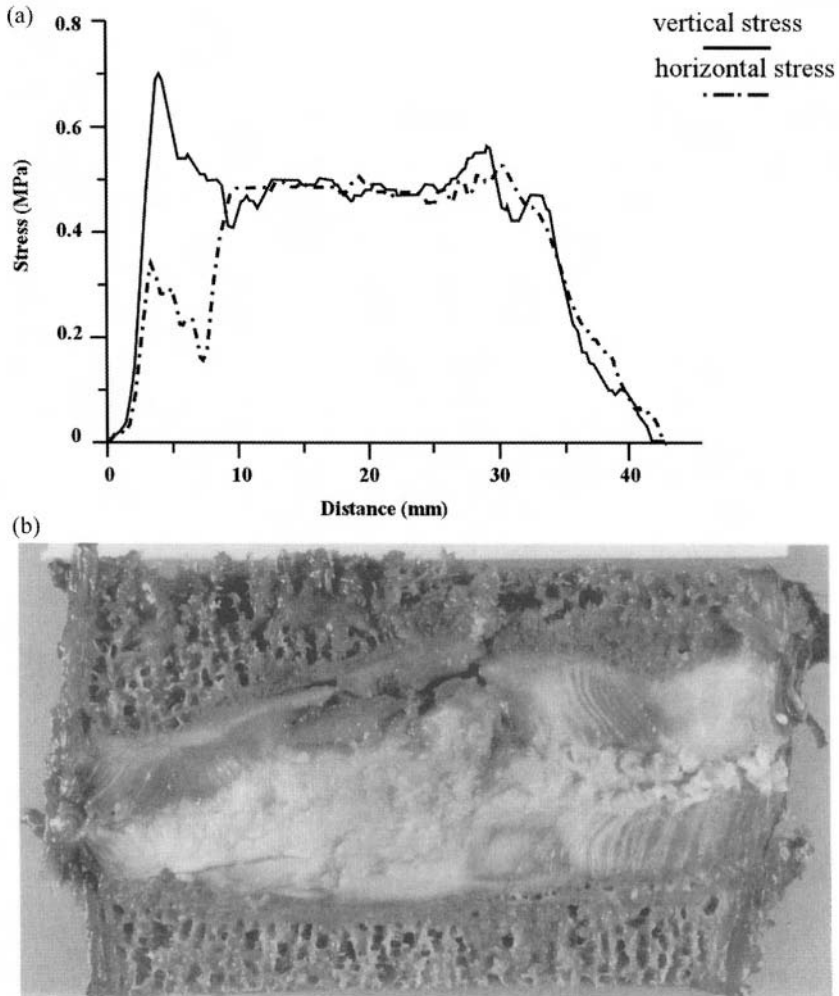 (a)
0.8
0.6
0.4
0.2
0
Stress (MPa)
0 10 20 30 40
Distance (mm)
vertical stress
horizontal stress
(b)